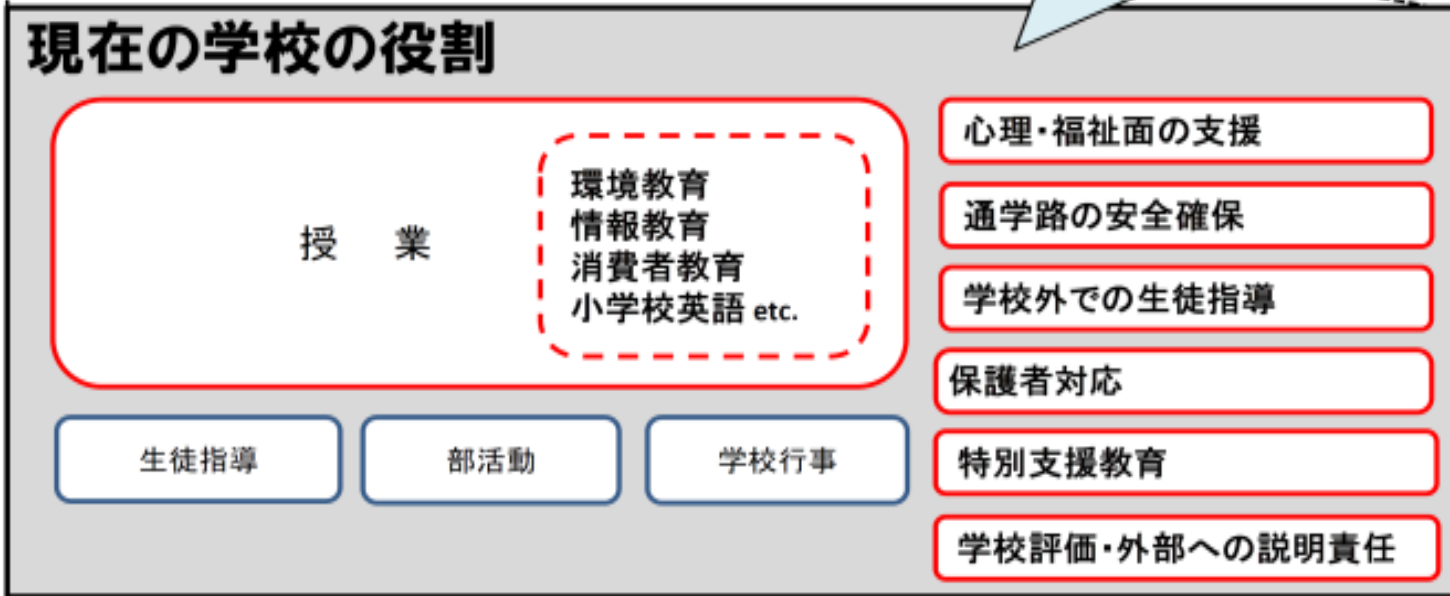 現在の学校の役割
授 業
環境教育
情報教育
消費者教育
小学校英語 etc.
生徒指導
部活動
学校行事
心理・福祉面の支援
通学路の安全確保
学校外での生徒指導
保護者対応
特別支援教育
学校評価・外部への説明責任